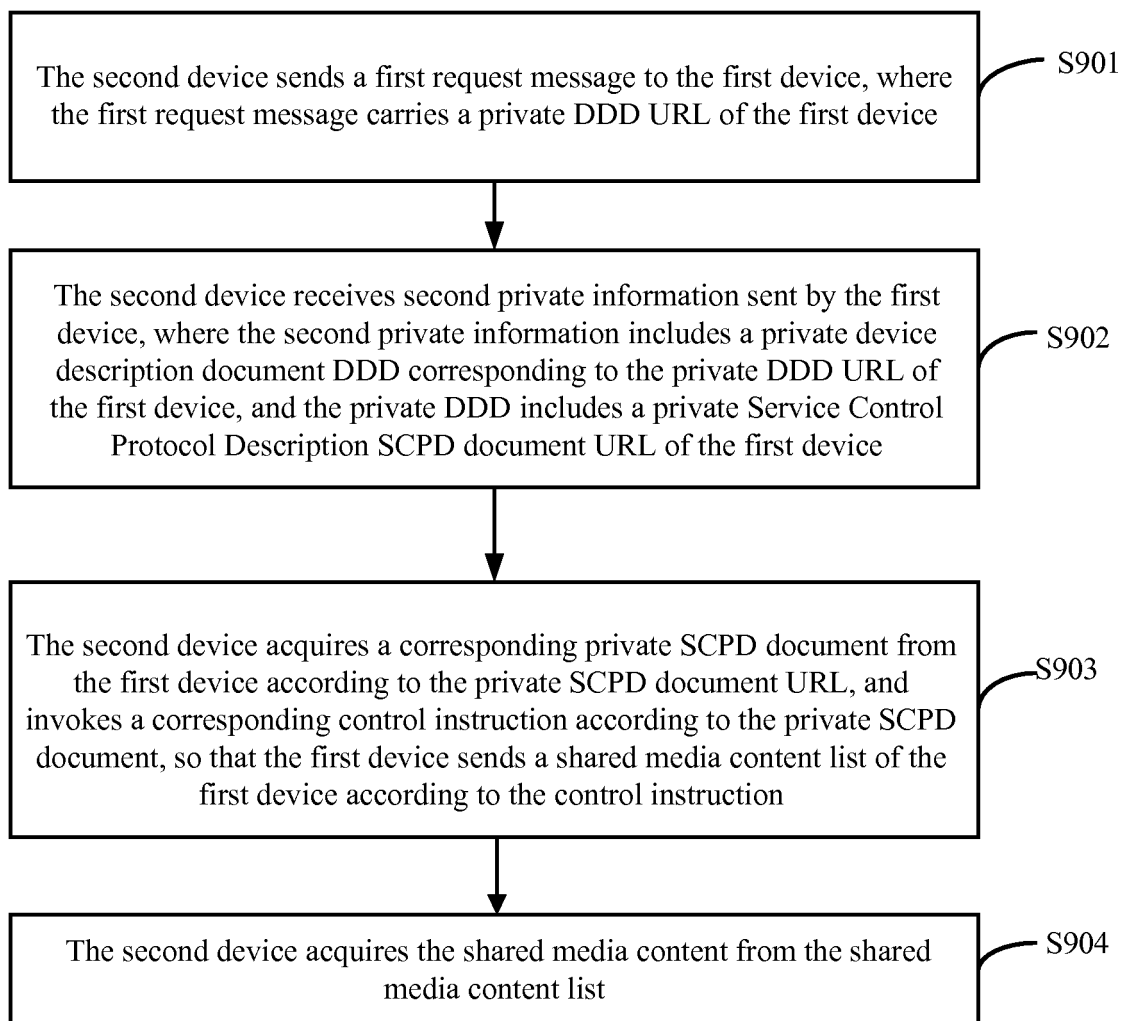 The second device sends a first request message to the first device, where
the first request message carries a private DDD URL of the first device
S901
The second device receives second private information sent by the first
device, where the second private information includes a private device
description document DDD corresponding to the private DDD URL of
the first device, and the private DDD includes a private Service Control
Protocol Description SCPD document URL of the first device
S902
The second device acquires a corresponding private SCPD document from
the first device according to the private SCPD document URL, and
invokes a corresponding control instruction according to the private SCPD
document, so that the first device sends a shared media content list of the
first device according to the control instruction
S903
The second device acquires the shared media content from the shared
media content list
S904